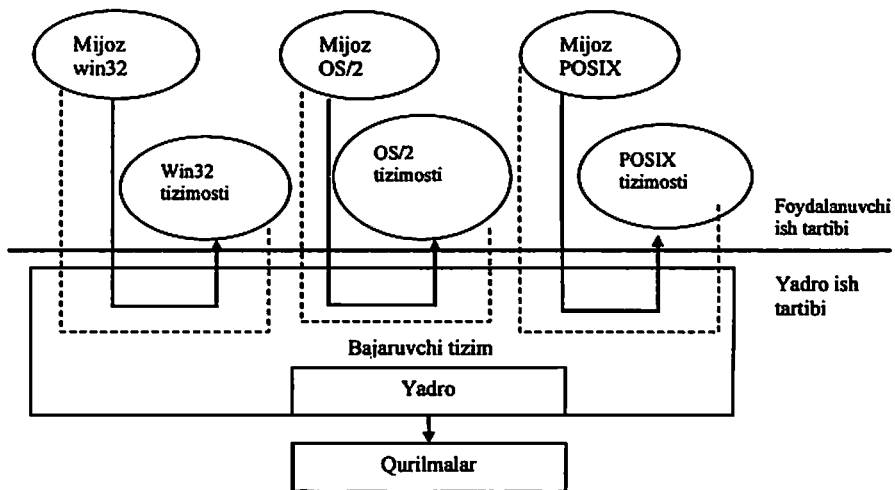 Mijoz
win32
Mijoz
OS/2
Mijoz
POSIX
Win32
tizimosti
OS/2
tizimosti
POSIX
tizimosti
Foydalanuvchi
ish tartibi
Yadro ish
tartibi
Bajaruvchi tizim
Yadro
Qurilmalar